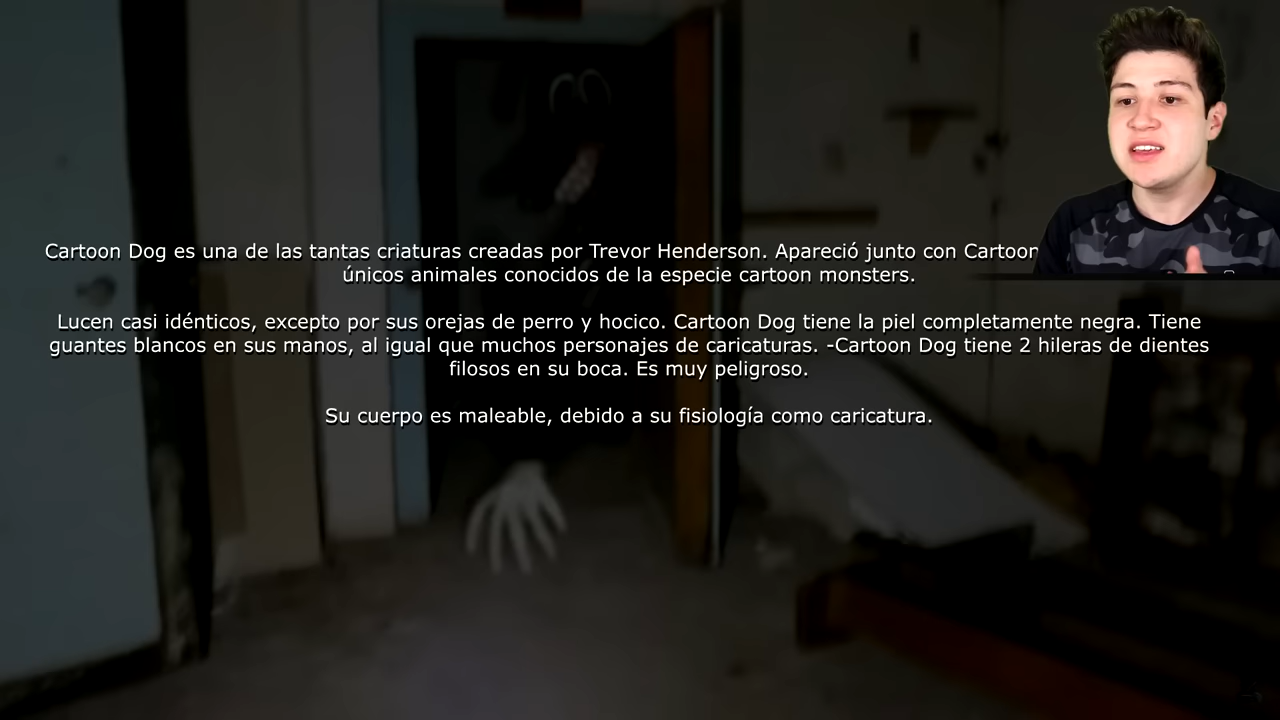 Cartoon Dog es una de las tantas criaturas creadas por Trevor Henderson. Apareció junto con Cartoon
únicos animales conocidos de la especie cartoon monsters.
Lucen casi idénticos, excepto por sus orejas de perro y hocico. Cartoon Dog tiene la piel completamente negra. Tiene
guantes blancos en sus manos, al igual que muchos personajes de caricaturas. -Cartoon Dog tiene 2 hileras de dientes
filosos en su boca. Es muy peligroso.
Su cuerpo es maleable, debido a su fisiología como caricatura.